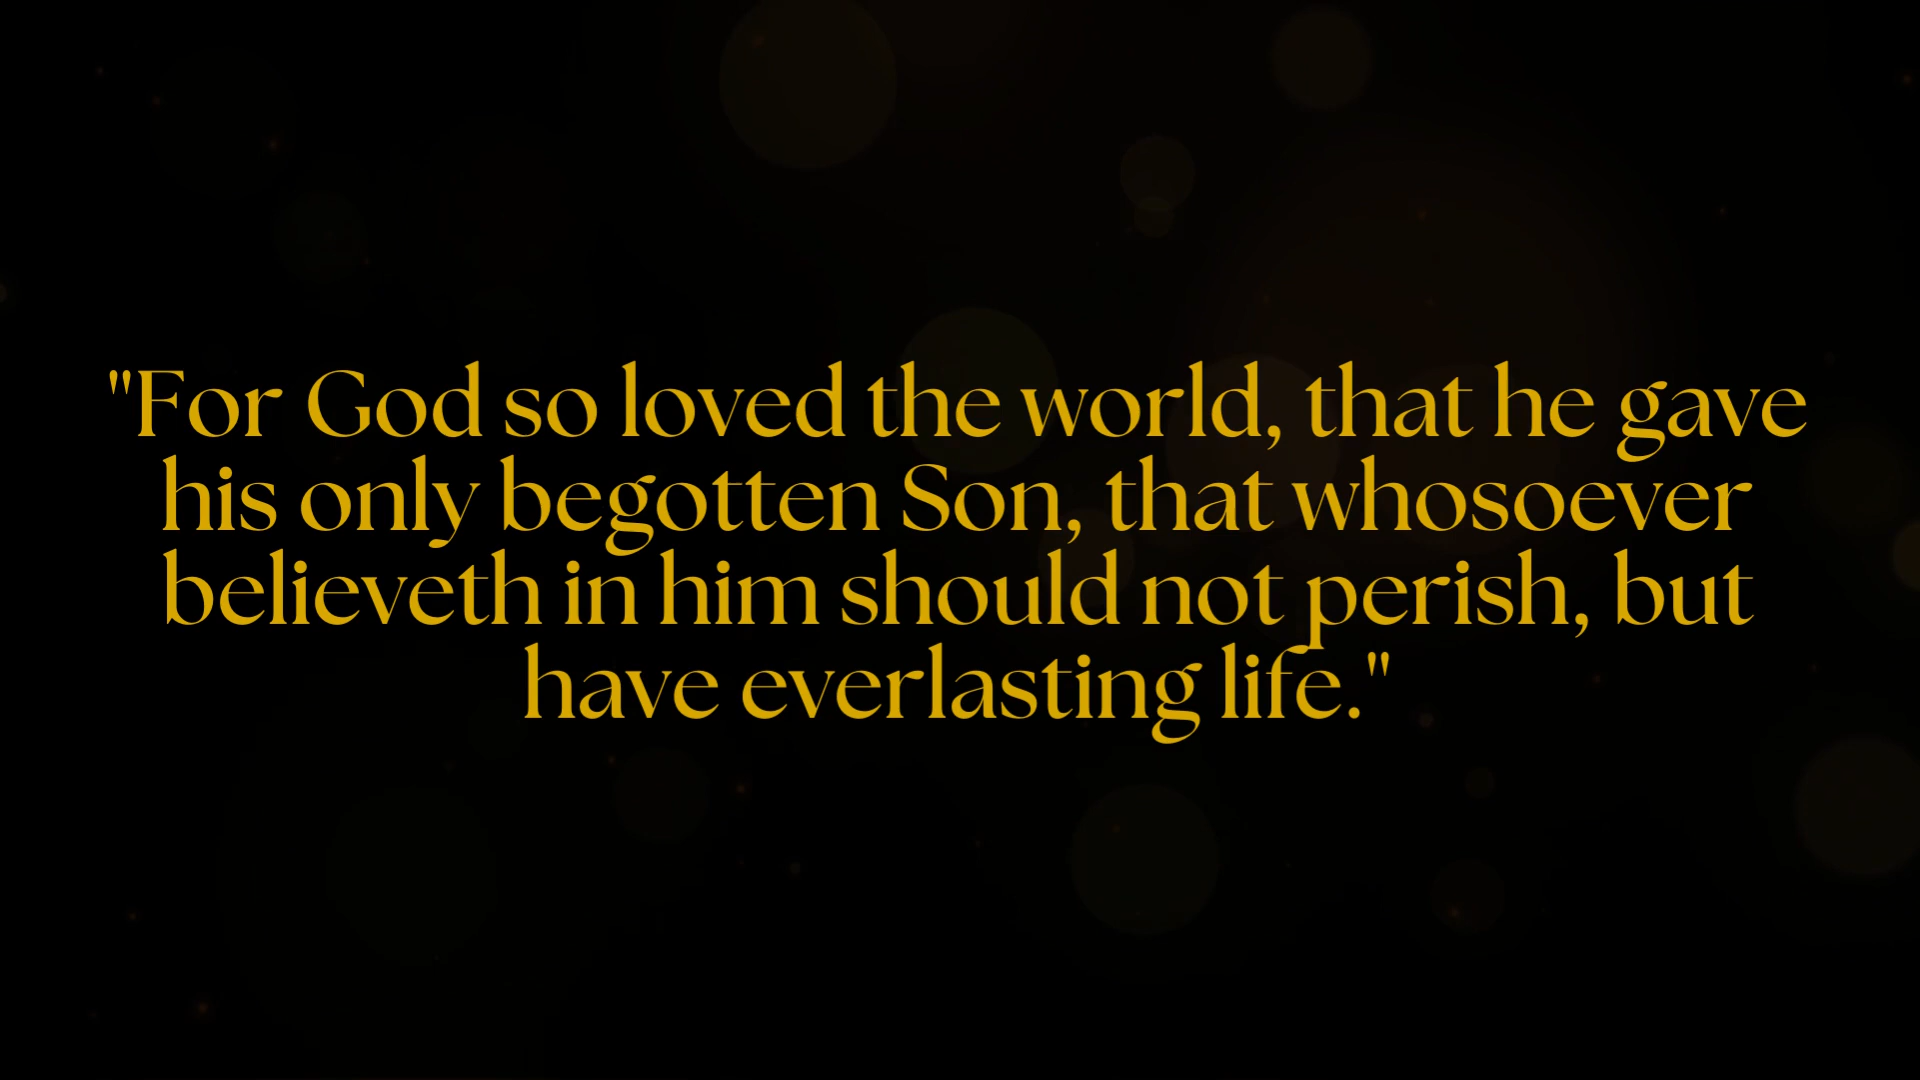 "For God so loved the world, that he gave
his only begotten Son, that whosoever
believeth in him should not perish, but
have everlasting life."